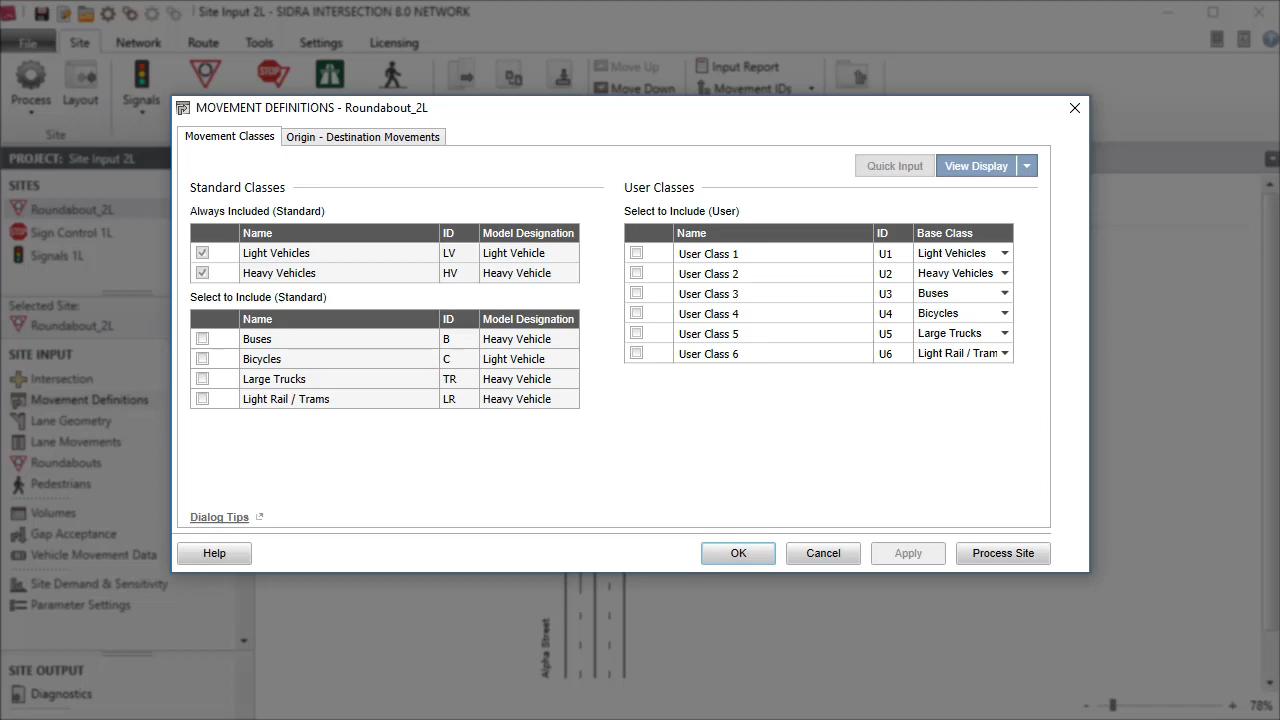 Site Input 2L - SIDRA INTERSECTION 8.0 NETWORK
File Site Network Route Tools Settings Licensing
Process Layout Signals STOP Move Up Move Down Input Report Movement IDs
Site
PROJECT: Site Input 2L
SITES
Roundabout_2L
Sign Control 1L
Signals 1L
Selected Site:
Roundabout_2L
SITE INPUT
Intersection
Movement Definitions
Lane Geometry
Lane Movements
Roundabouts
Pedestrians
Volumes
Gap Acceptance
Vehicle Movement Data
Site Demand & Sensitivity
Parameter Settings
SITE OUTPUT
Diagnostics
MOVEMENT DEFINITIONS - Roundabout_2L
Movement Classes Origin - Destination Movements
Quick Input View Display
Standard Classes
Always Included (Standard)
Name ID Model Designation
Light Vehicles LV Light Vehicle
Heavy Vehicles HV Heavy Vehicle
Select to Include (Standard)
Name ID Model Designation
Buses B Heavy Vehicle
Bicycles C Light Vehicle
Large Trucks TR Heavy Vehicle
Light Rail / Trams LR Heavy Vehicle
User Classes
Select to Include (User)
Name ID Base Class
User Class 1 U1 Light Vehicles
User Class 2 U2 Heavy Vehicles
User Class 3 U3 Buses
User Class 4 U4 Bicycles
User Class 5 U5 Large Trucks
User Class 6 U6 Light Rail / Tram
Dialog Tips
Help OK Cancel Apply Process Site
Alpha Street
78%